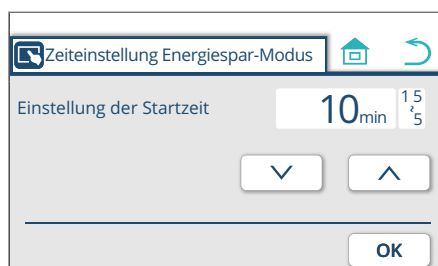 Zeiteinstellung Energiespar-Modus
Einstellung der Startzeit
10min
15
~
5
OK